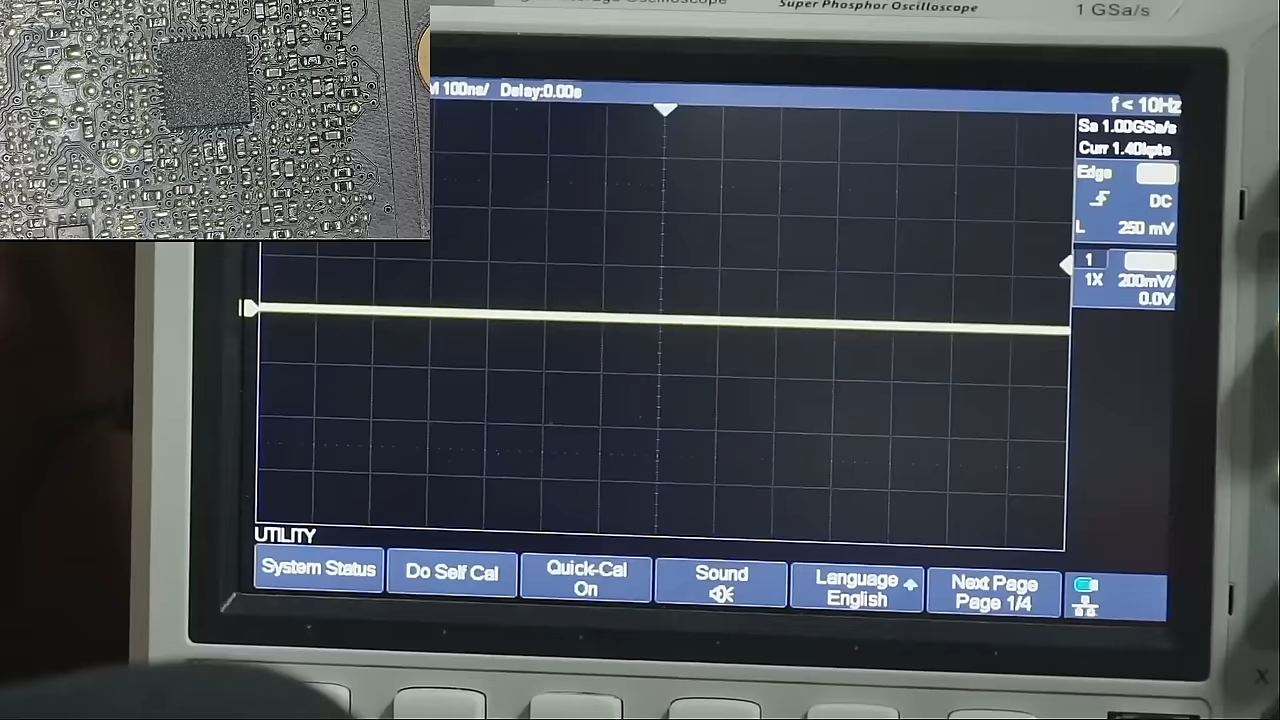 Oscilloscope
Super Phosphor Oscilloscope
1 GSa/s
M 100ns/ Delay:0.00s
f < 10Hz
Sa 1.00GSa/s
Curr 1.40kpts
Edge
DC
L 250 mV
1
1X 200mV/
0.0V
UTILITY
System Status
Do Self Cal
Quick-Cal
On
Sound
Language
English
Next Page
Page 1/4
X